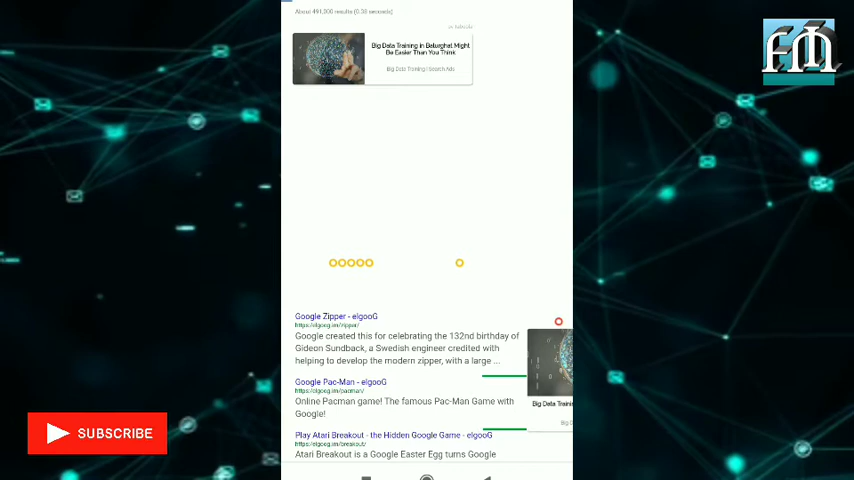 About 491,000 results (0.38 seconds)
Big Data Training in Balurghat Might
Be Easier Than You Think
Big Data Training | Search Ads
Google Zipper - elgooG
https://elgoog.im/zipper/
Google created this for celebrating the 132nd birthday of
Gideon Sundback, a Swedish engineer credited with
helping to develop the modern zipper, with a large ...
Google Pac-Man - elgooG
https://elgoog.im/pacman/
Online Pacman game! The famous Pac-Man Game with
Google!
Big Data Trainin
Big D
Play Atari Breakout - the Hidden Google Game - elgooG
https://elgoog.im/breakout/
Atari Breakout is a Google Easter Egg turns Google
SUBSCRIBE